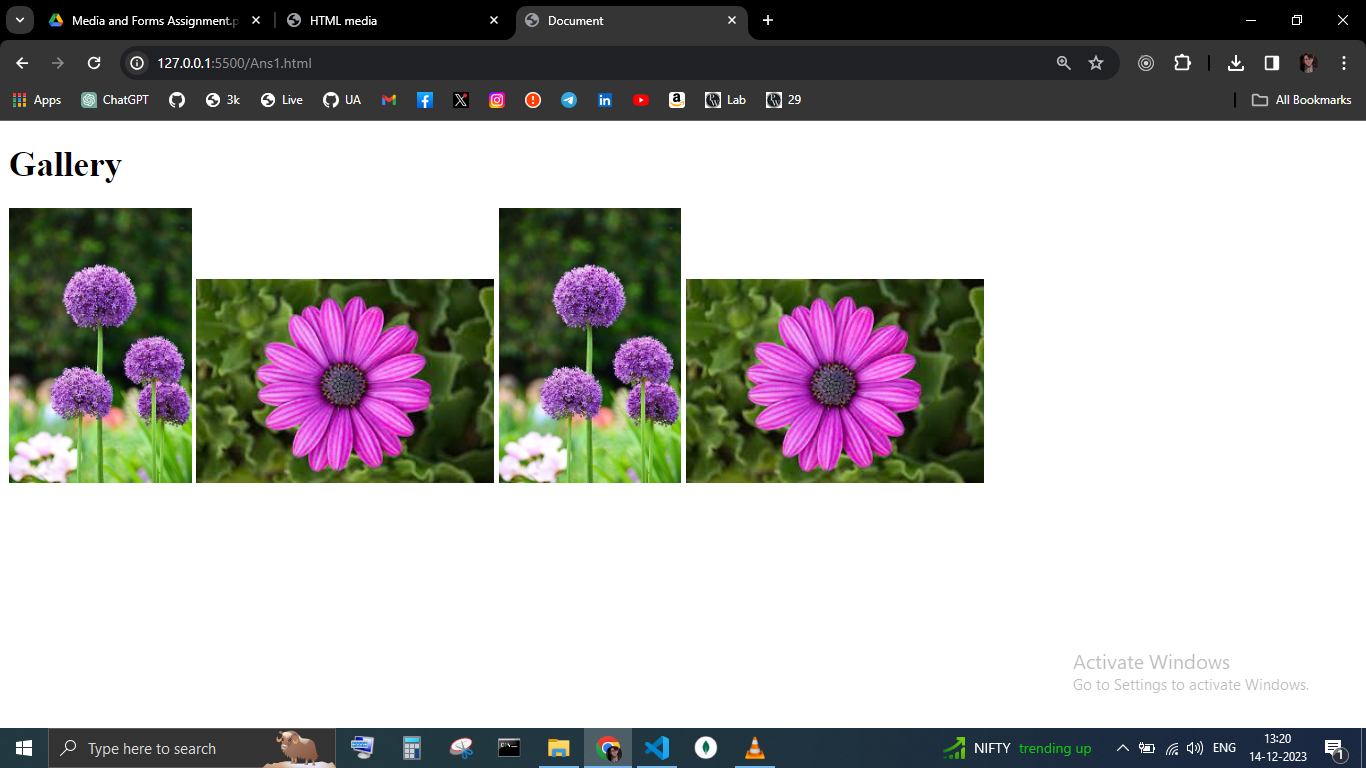 Media and Forms Assignment.p
HTML media
Document
127.0.0.1:5500/Ans1.html
Apps
ChatGPT
3k
Live
UA
Lab
29
All Bookmarks
Gallery
Activate Windows
Go to Settings to activate Windows.
Type here to search
NIFTY trending up
ENG
13:20
14-12-2023
1